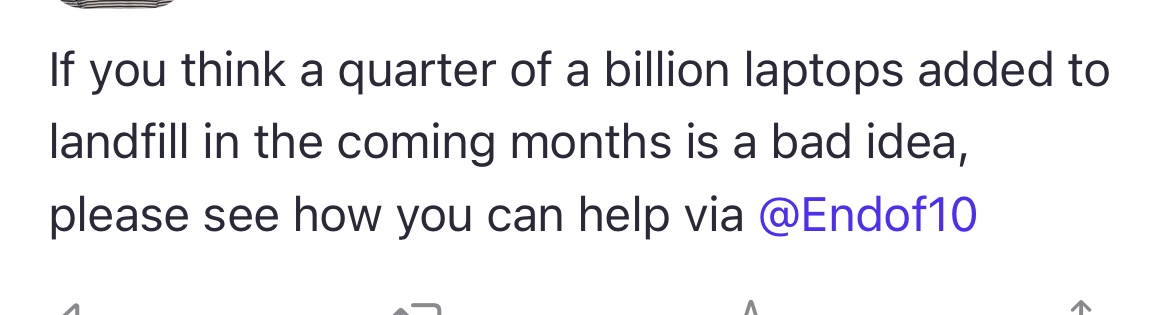 If you think a quarter of a billion laptops added to
landfill in the coming months is a bad idea,
please see how you can help via @Endof10